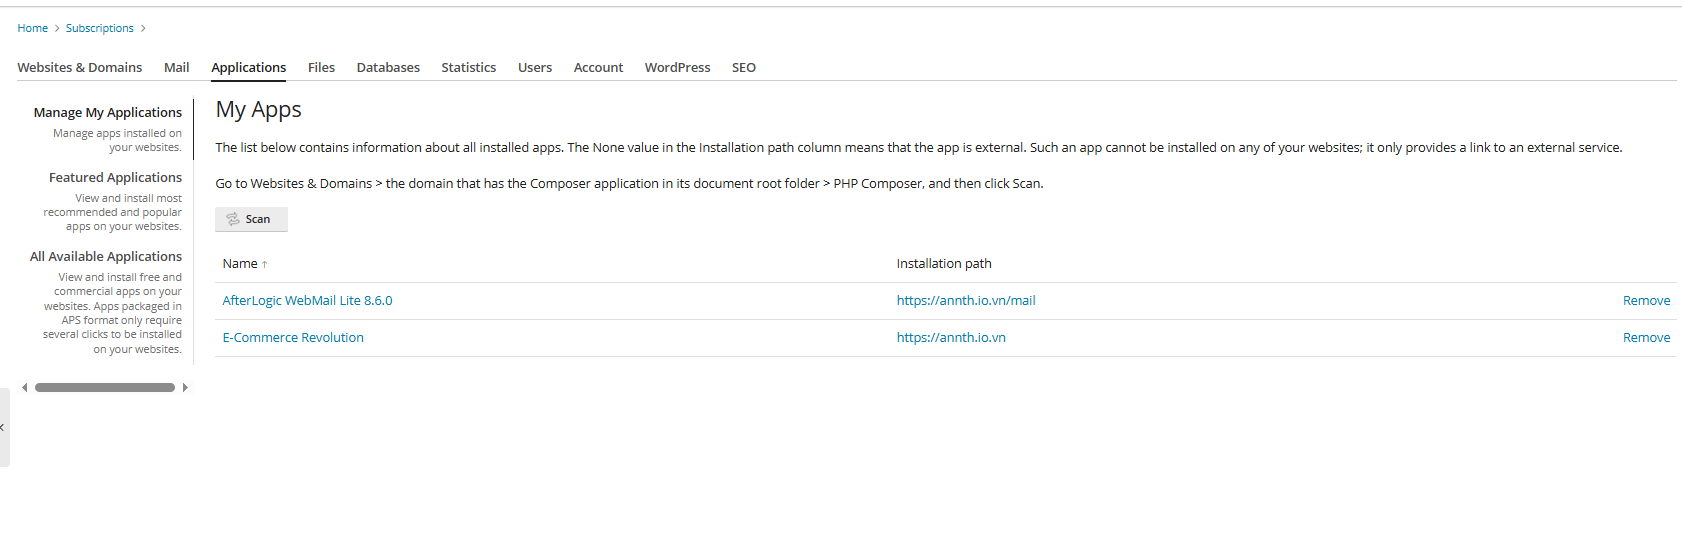 Home > Subscriptions >
Websites & Domains Mail Applications Files Databases Statistics Users Account WordPress SEO
Manage My Applications
Manage apps installed on
your websites.
Featured Applications
View and install most
recommended and popular
apps on your websites.
All Available Applications
View and install free and
commercial apps on your
websites. Apps packaged in
APS format only require
several clicks to be installed
on your websites.
My Apps
The list below contains information about all installed apps. The None value in the Installation path column means that the app is external. Such an app cannot be installed on any of your websites; it only provides a link to an external service.
Go to Websites & Domains > the domain that has the Composer application in its document root folder > PHP Composer, and then click Scan.
Scan
Name ↑ Installation path
AfterLogic WebMail Lite 8.6.0 https://annth.io.vn/mail Remove
E-Commerce Revolution https://annth.io.vn Remove